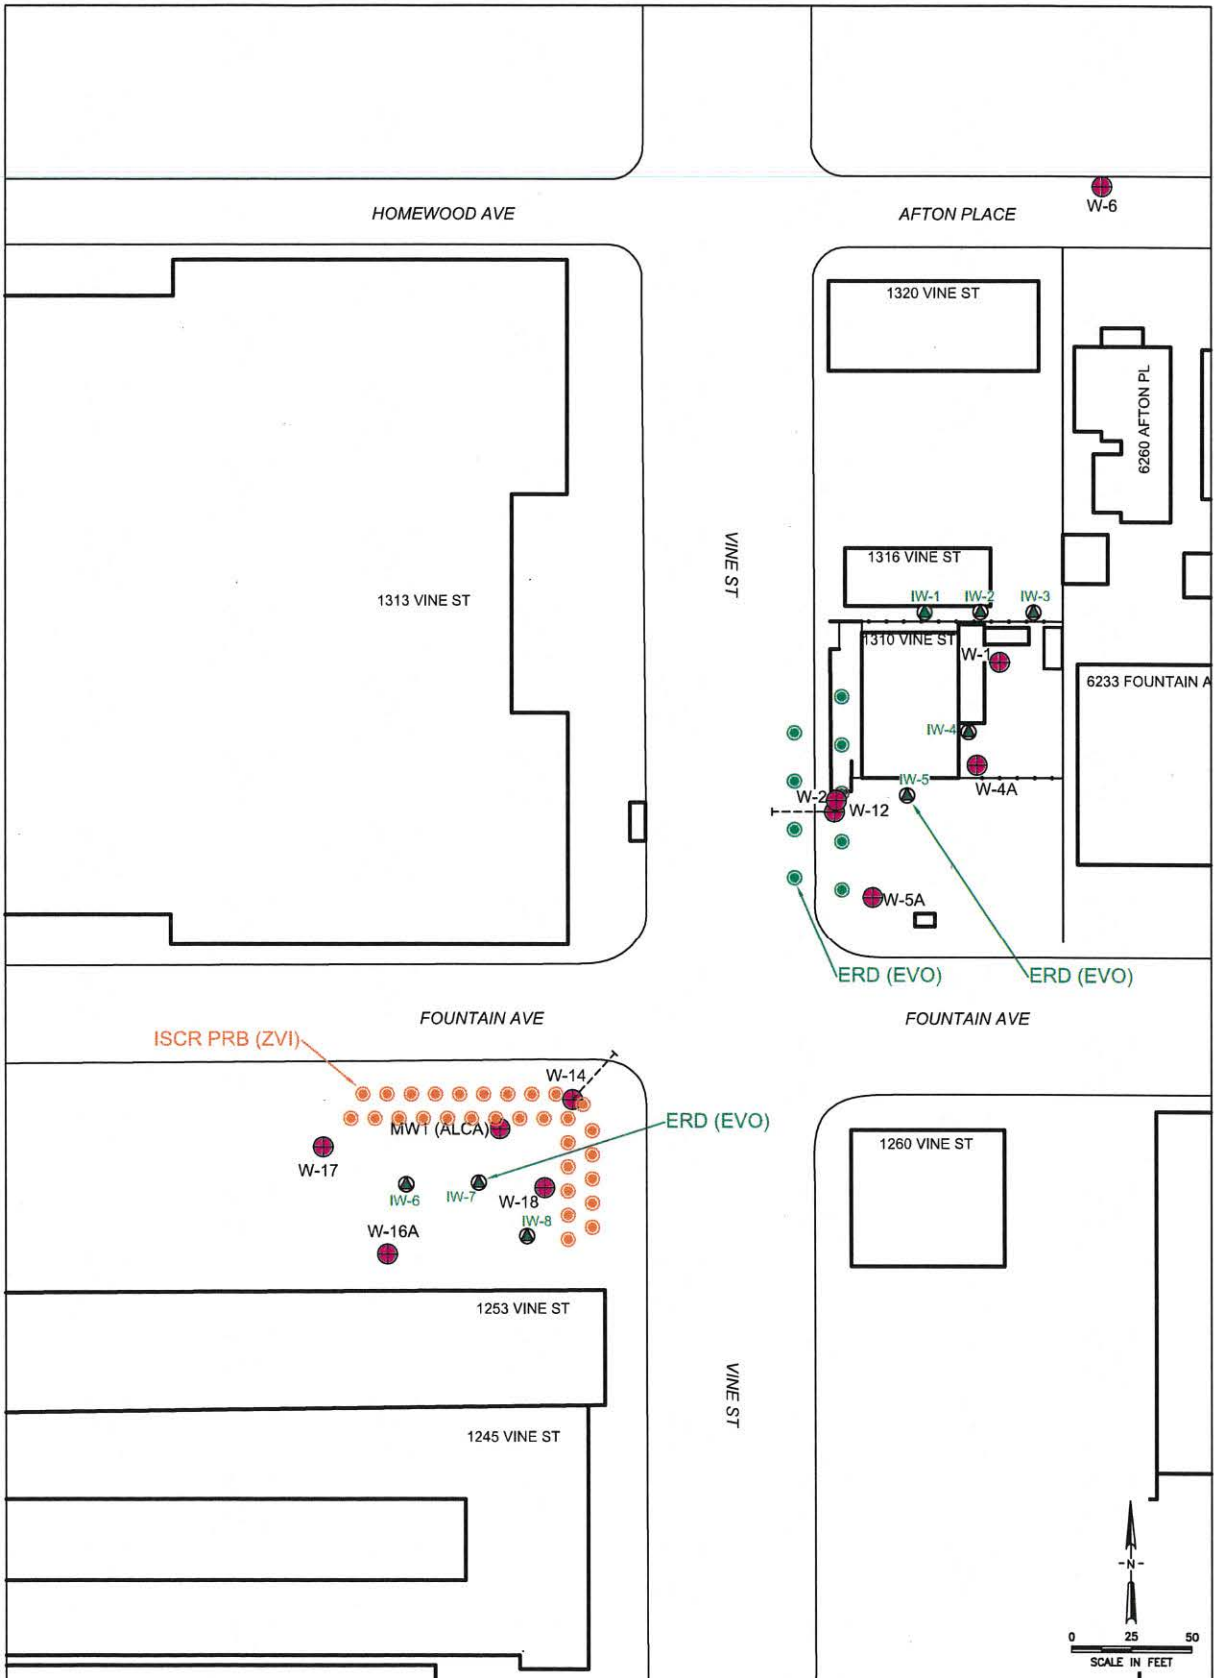 W-6
HOMEWOOD AVE
AFTON PLACE
1320 VINE ST
6260 AFTON PL
VINE ST
1316 VINE ST
1313 VINE ST
IW-1
IW-2
IW-3
1310 VINE ST
W-1
6233 FOUNTAIN A
IW-4
IW-5
W-4A
W-2
W-12
W-5A
ERD (EVO)
ERD (EVO)
FOUNTAIN AVE
FOUNTAIN AVE
ISCR PRB (ZVI)
W-14
MW1 (ALCA)
ERD (EVO)
1260 VINE ST
W-17
IW-6
IW-7
W-18
IW-8
W-16A
1253 VINE ST
VINE ST
1245 VINE ST
-N-
0 25 50
SCALE IN FEET